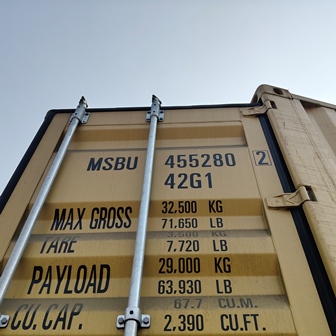 MSBU 455280 2
42G1
MAX GROSS 32.500 KG
71.650 LB
3.500 KG
TARE 7.720 LB
PAYLOAD 29.000 KG
63.930 LB
67.7 CU.M.
CU. CAP. 2.390 CU.FT.